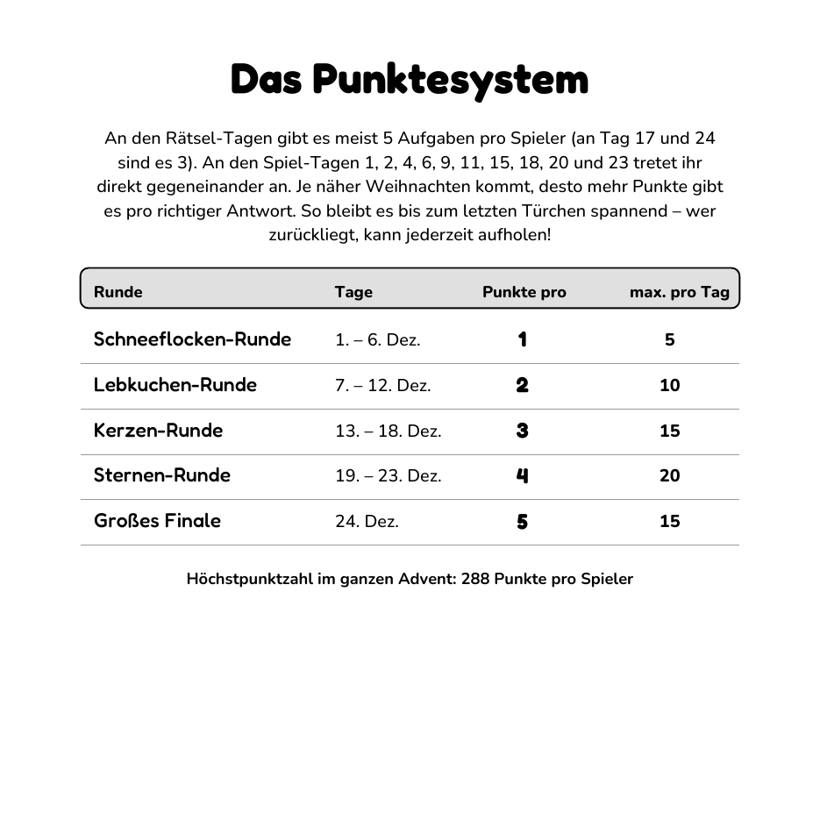 Das Punktesystem
An den Rätsel-Tagen gibt es meist 5 Aufgaben pro Spieler (an Tag 17 und 24
sind es 3). An den Spiel-Tagen 1, 2, 4, 6, 9, 11, 15, 18, 20 und 23 tretet ihr
direkt gegeneinander an. Je näher Weihnachten kommt, desto mehr Punkte gibt
es pro richtiger Antwort. So bleibt es bis zum letzten Türchen spannend – wer
zurückliegt, kann jederzeit aufholen!
Runde Tage Punkte pro max. pro Tag
Schneeflocken-Runde 1. – 6. Dez. 1 5
Lebkuchen-Runde 7. – 12. Dez. 2 10
Kerzen-Runde 13. – 18. Dez. 3 15
Sternen-Runde 19. – 23. Dez. 4 20
Großes Finale 24. Dez. 5 15
Höchstpunktzahl im ganzen Advent: 288 Punkte pro Spieler